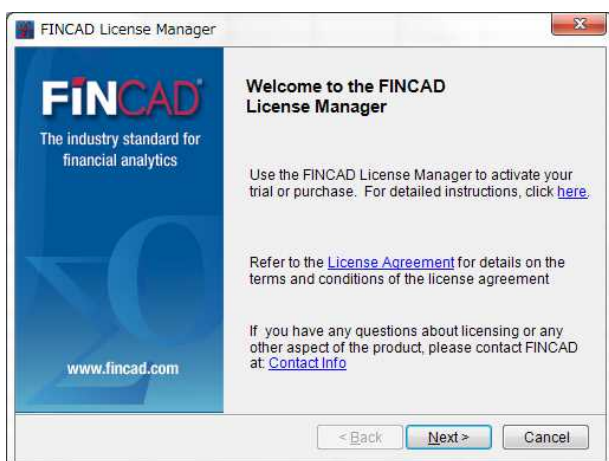 FINCAD License Manager
FINCAD
The industry standard for
financial analytics
www.fincad.com
Welcome to the FINCAD
License Manager
Use the FINCAD License Manager to activate your
trial or purchase. For detailed instructions, click here.
Refer to the License Agreement for details on the
terms and conditions of the license agreement
If you have any questions about licensing or any
other aspect of the product, please contact FINCAD
at: Contact Info
< Back
Next >
Cancel